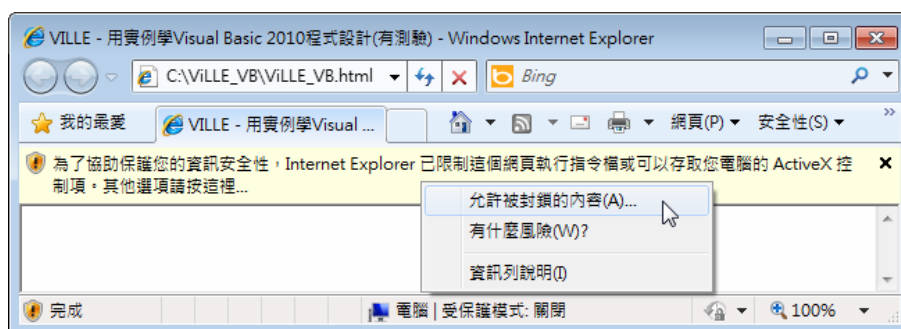 VILLE - 用實例學Visual Basic 2010程式設計(有測驗) - Windows Internet Explorer
C:\ViLLE_VB\ViLLE_VB.html
Bing
我的最愛
VILLE - 用實例學Visual ...
網頁(P)
安全性(S)
為了協助保護您的資訊安全性，Internet Explorer 已限制這個網頁執行指令檔或可以存取您電腦的 ActiveX 控
制項。其他選項請按這裡...
允許被封鎖的內容(A)...
有什麼風險(W)?
資訊列說明(I)
完成
電腦 | 受保護模式: 關閉
100%